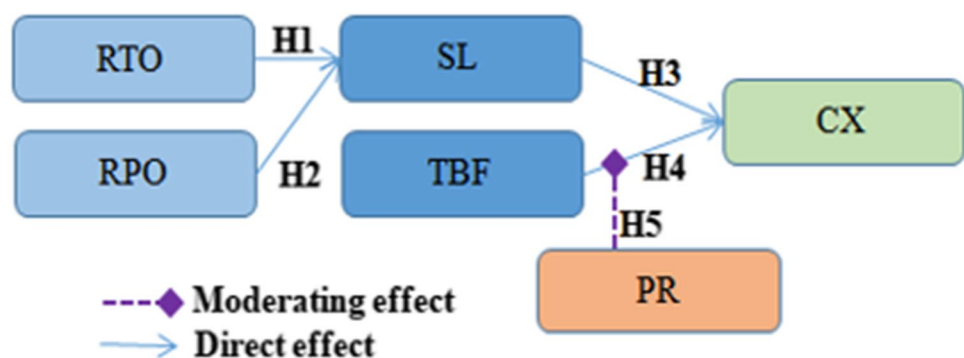 RTO
H1
SL
H3
CX
RPO
H2
TBF
H4
H5
PR
Moderating effect
Direct effect